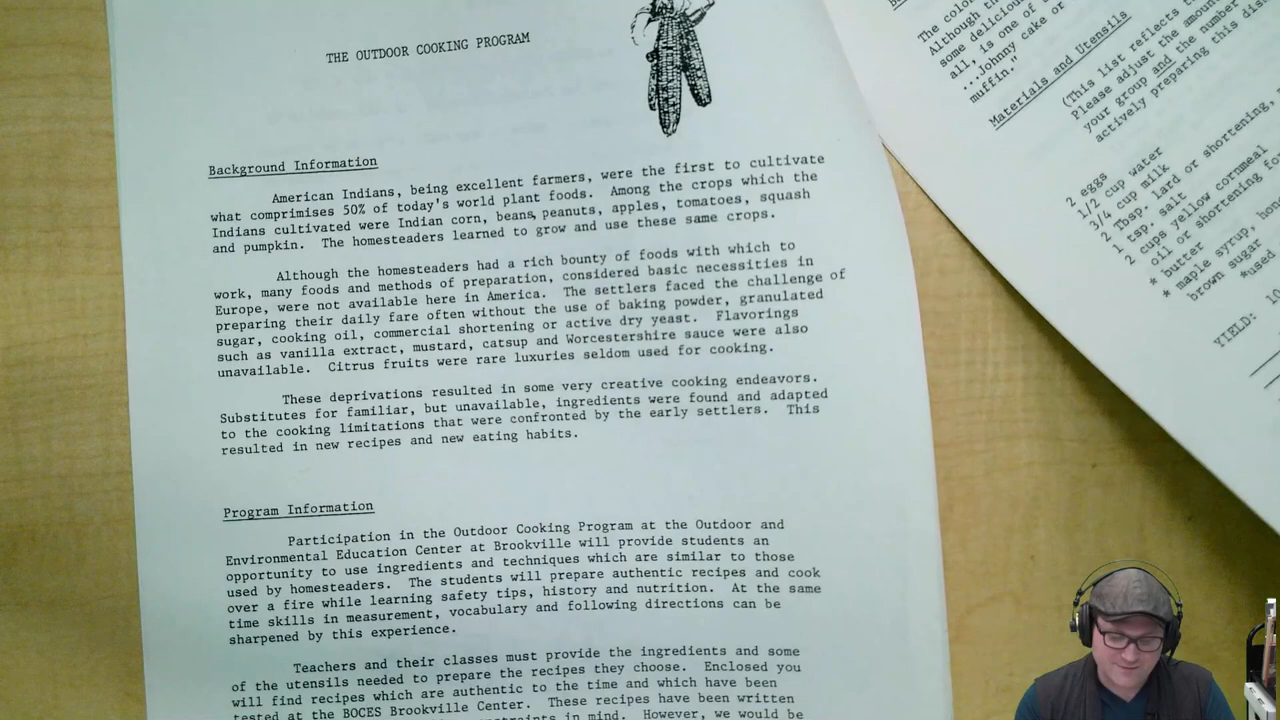 THE OUTDOOR COOKING PROGRAM
Background Information
American Indians, being excellent farmers, were the first to cultivate
what comprimises 50% of today's world plant foods. Among the crops which the
Indians cultivated were Indian corn, beans, peanuts, apples, tomatoes, squash
and pumpkin. The homesteaders learned to grow and use these same crops.
Although the homesteaders had a rich bounty of foods with which to
work, many foods and methods of preparation, considered basic necessities in
Europe, were not available here in America. The settlers faced the challenge of
preparing their daily fare often without the use of baking powder, granulated
sugar, cooking oil, commercial shortening or active dry yeast. Flavorings
such as vanilla extract, mustard, catsup and Worcestershire sauce were also
unavailable. Citrus fruits were rare luxuries seldom used for cooking.
These deprivations resulted in some very creative cooking endeavors.
Substitutes for familiar, but unavailable, ingredients were found and adapted
to the cooking limitations that were confronted by the early settlers. This
resulted in new recipes and new eating habits.
Program Information
Participation in the Outdoor Cooking Program at the Outdoor and
Environmental Education Center at Brookville will provide students an
opportunity to use ingredients and techniques which are similar to those
used by homesteaders. The students will prepare authentic recipes and cook
over a fire while learning safety tips, history and nutrition. At the same
time skills in measurement, vocabulary and following directions can be
sharpened by this experience.
Teachers and their classes must provide the ingredients and some
of the utensils needed to prepare the recipes they choose. Enclosed you
will find recipes which are authentic to the time and which have been
tested at the BOCES Brookville Center. These recipes have been written
in mind. However, we would be
The colo
Although th
some deliciou
all, is one of
...Johnny cake or
muffin."
Materials and Utensils
(This list reflects t
Please adjust the amoun
your group and the number
actively preparing this dis
2 eggs
1/2 cup water
3/4 cup milk
2 Tbsp. lard or shortening,
1 tsp. salt
2 cups yellow cornmeal
oil or shortening fo
* butter
* maple syrup, hon
brown sugar
*used
YIELD: 10